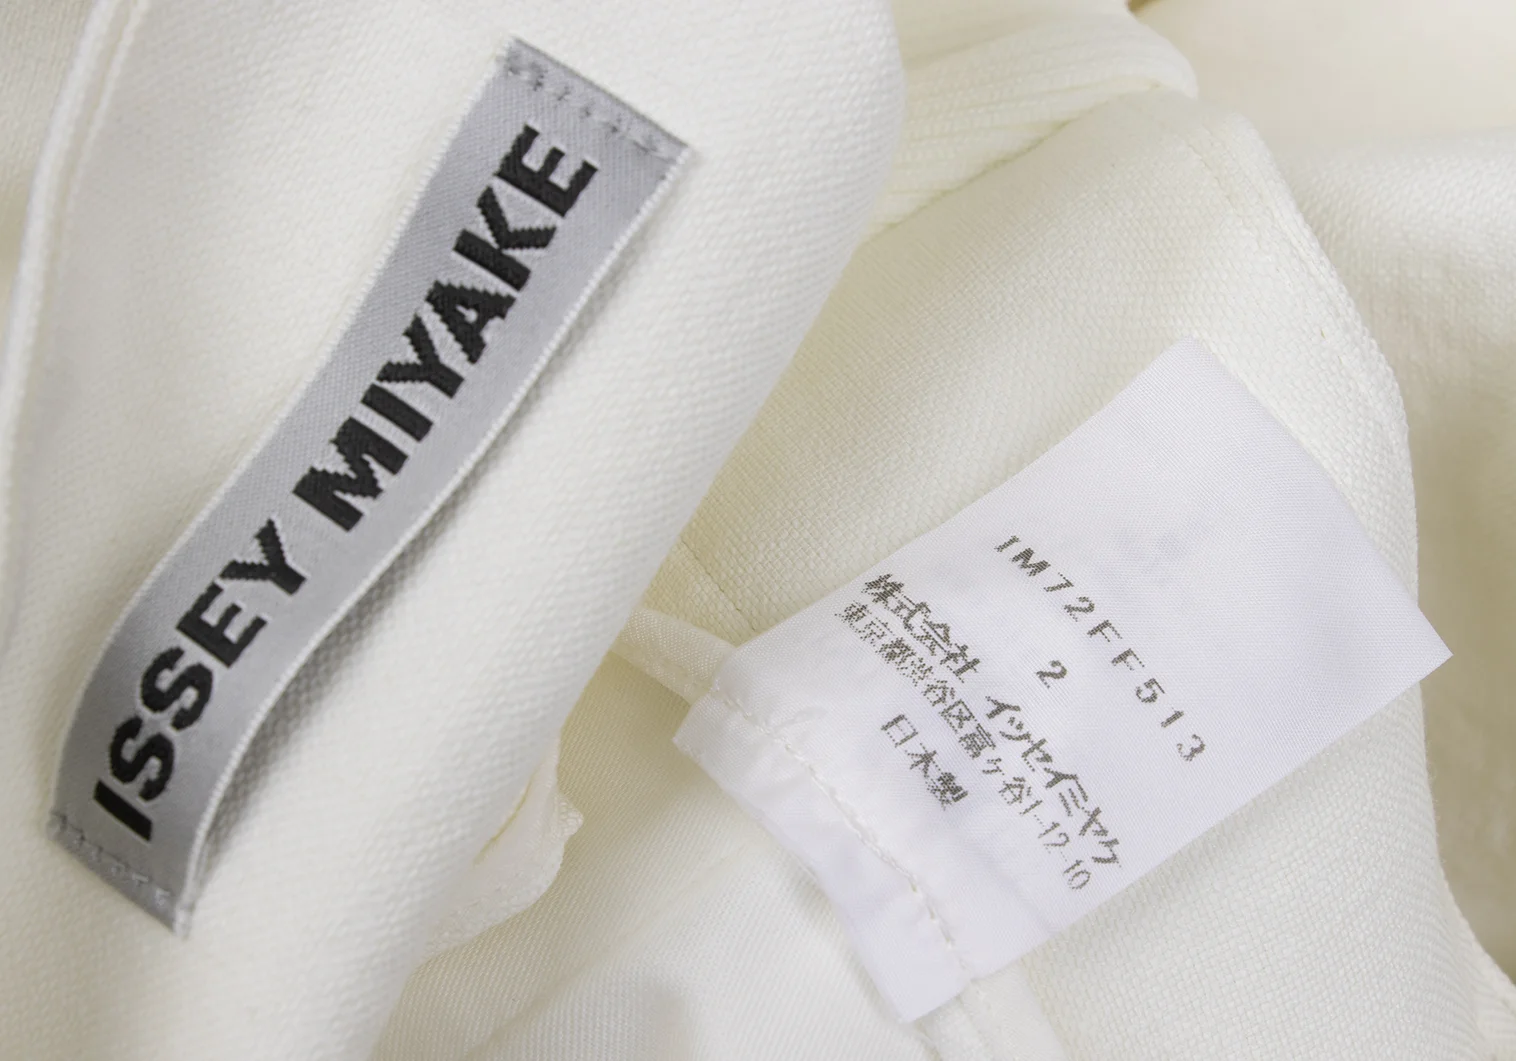 ISSEY MIYAKE
IM72FF513
2
株式会社 イッセイミヤケ
東京都渋谷区富ヶ谷1-12-10
日本製